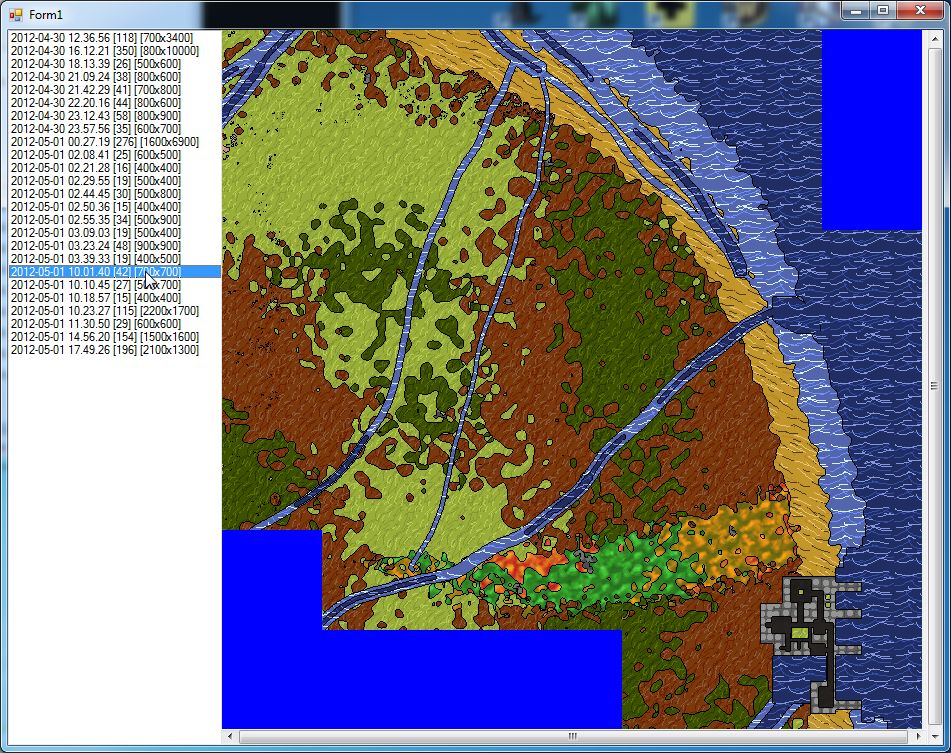 Form1
2012-04-30 12.36.56 [118] [700x3400]
2012-04-30 16.12.21 [350] [800x10000]
2012-04-30 18.13.39 [26] [500x600]
2012-04-30 21.09.24 [38] [800x600]
2012-04-30 21.42.29 [41] [700x800]
2012-04-30 22.20.16 [44] [800x600]
2012-04-30 23.12.43 [58] [800x900]
2012-04-30 23.57.56 [35] [600x700]
2012-05-01 00.27.19 [276] [1600x6900]
2012-05-01 02.08.41 [25] [600x500]
2012-05-01 02.21.28 [16] [400x400]
2012-05-01 02.29.55 [19] [500x400]
2012-05-01 02.44.45 [30] [500x800]
2012-05-01 02.50.36 [15] [400x400]
2012-05-01 02.55.35 [34] [500x900]
2012-05-01 03.09.03 [19] [500x400]
2012-05-01 03.23.24 [48] [900x900]
2012-05-01 03.39.33 [19] [400x500]
2012-05-01 10.01.40 [42] [700x700]
2012-05-01 10.10.45 [27] [500x700]
2012-05-01 10.18.57 [15] [400x400]
2012-05-01 10.23.27 [115] [2200x1700]
2012-05-01 11.30.50 [29] [600x600]
2012-05-01 14.56.20 [154] [1500x1600]
2012-05-01 17.49.26 [196] [2100x1300]